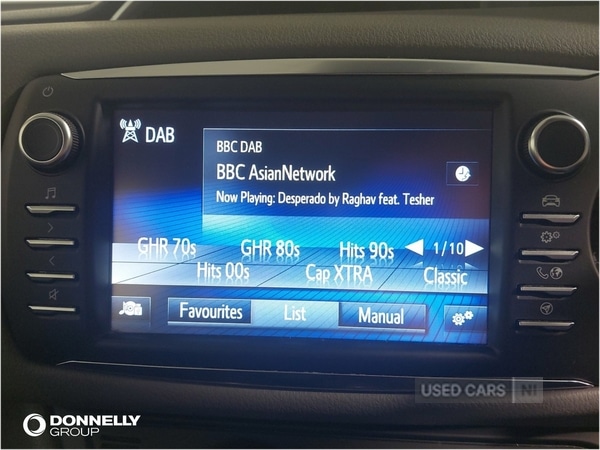 DAB
BBC DAB
BBC AsianNetwork
Now Playing: Desperado by Raghav feat. Tesher
GHR 70s GHR 80s Hits 90s 1/10
Hits 00s Cap XTRA Classic
Favourites List Manual
USED CARS NI
DONNELLY
GROUP